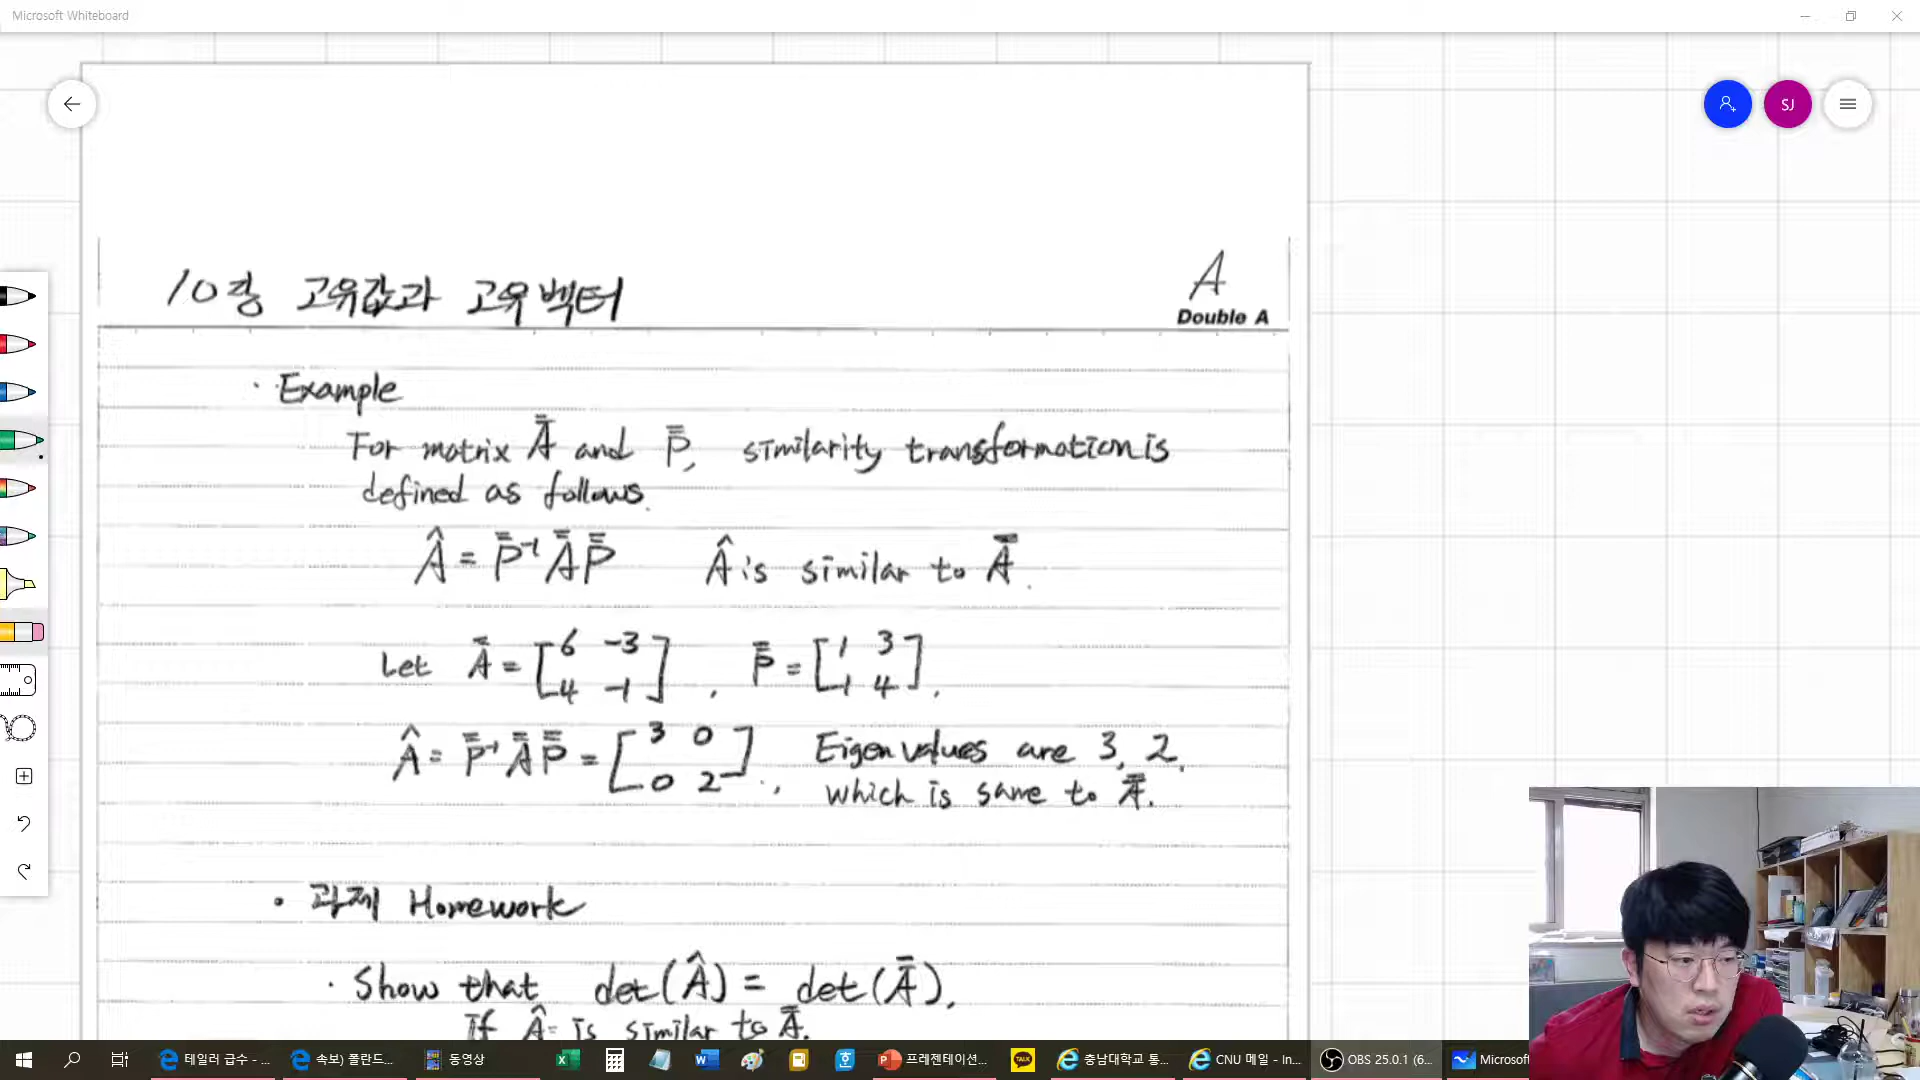 Microsoft Whiteboard
SJ
10장 고유값과 고유벡터
A
Double A
· Example
For matrix A̿ and P̿, similarity transformation is
defined as follows.
Â = P̿⁻¹ A̿ P̿   Â is similar to A̿.
Let A̿ = [6 -3; 4 -1], P̿ = [1 3; 1 4].
Â = P̿⁻¹ A̿ P̿ = [3 0; 0 2], Eigenvalues are 3, 2.
which is same to A̿.
· 과제 Homework
· Show that det(Â) = det(A̿),
if Â is similar to A̿.
테일러 급수 - ...
속보) 폴란드...
동영상
프레젠테이션...
TALK
충남대학교 통...
CNU 메일 - In...
OBS 25.0.1 (6...
Microsoft